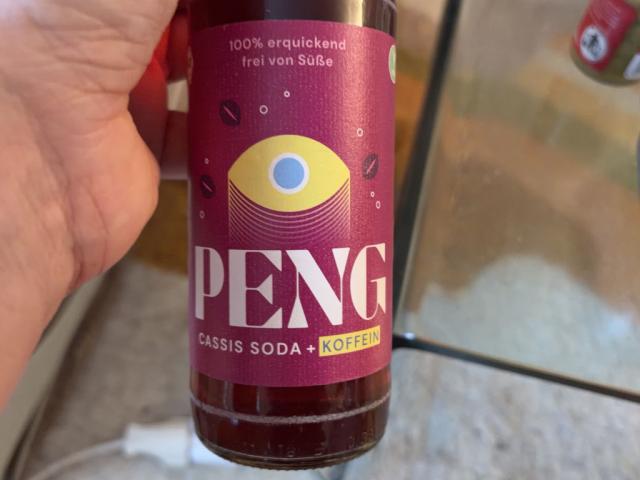 100% erquickend
frei von Süße
PENG
CASSIS SODA + KOFFEIN